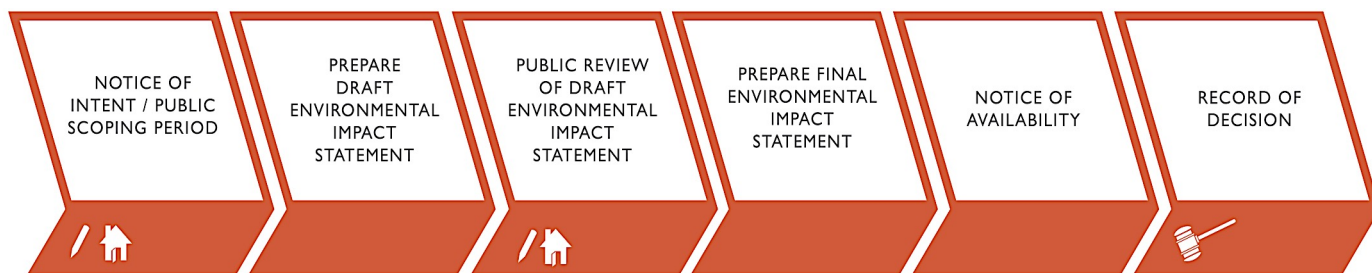 NOTICE OF
INTENT / PUBLIC
SCOPING PERIOD
PREPARE
DRAFT
ENVIRONMENTAL
IMPACT
STATEMENT
PUBLIC REVIEW
OF DRAFT
ENVIRONMENTAL
IMPACT
STATEMENT
PREPARE FINAL
ENVIRONMENTAL
IMPACT
STATEMENT
NOTICE OF
AVAILABILITY
RECORD OF
DECISION